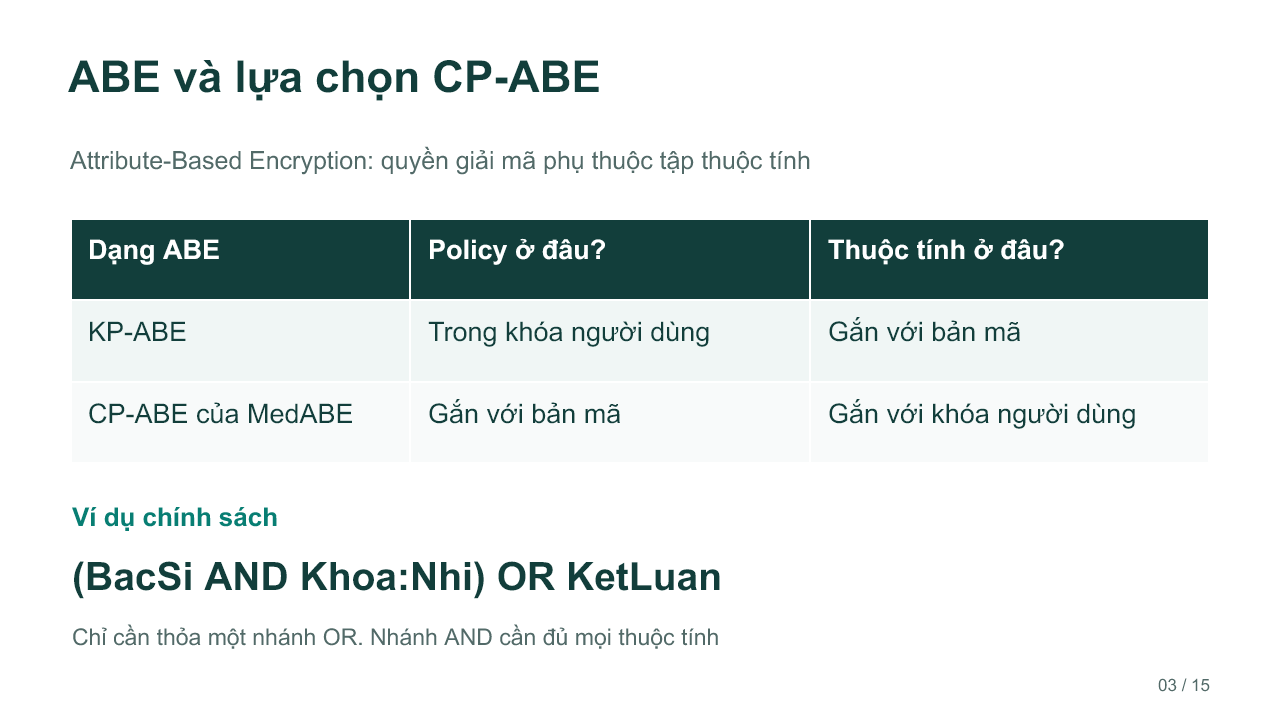 ABE và lựa chọn CP-ABE
Attribute-Based Encryption: quyền giải mã phụ thuộc tập thuộc tính
Dạng ABE
Policy ở đâu?
Thuộc tính ở đâu?
KP-ABE
Trong khóa người dùng
Gắn với bản mã
CP-ABE của MedABE
Gắn với bản mã
Gắn với khóa người dùng
Ví dụ chính sách
(BacSi AND Khoa:Nhi) OR KetLuan
Chỉ cần thỏa một nhánh OR. Nhánh AND cần đủ mọi thuộc tính
03 / 15